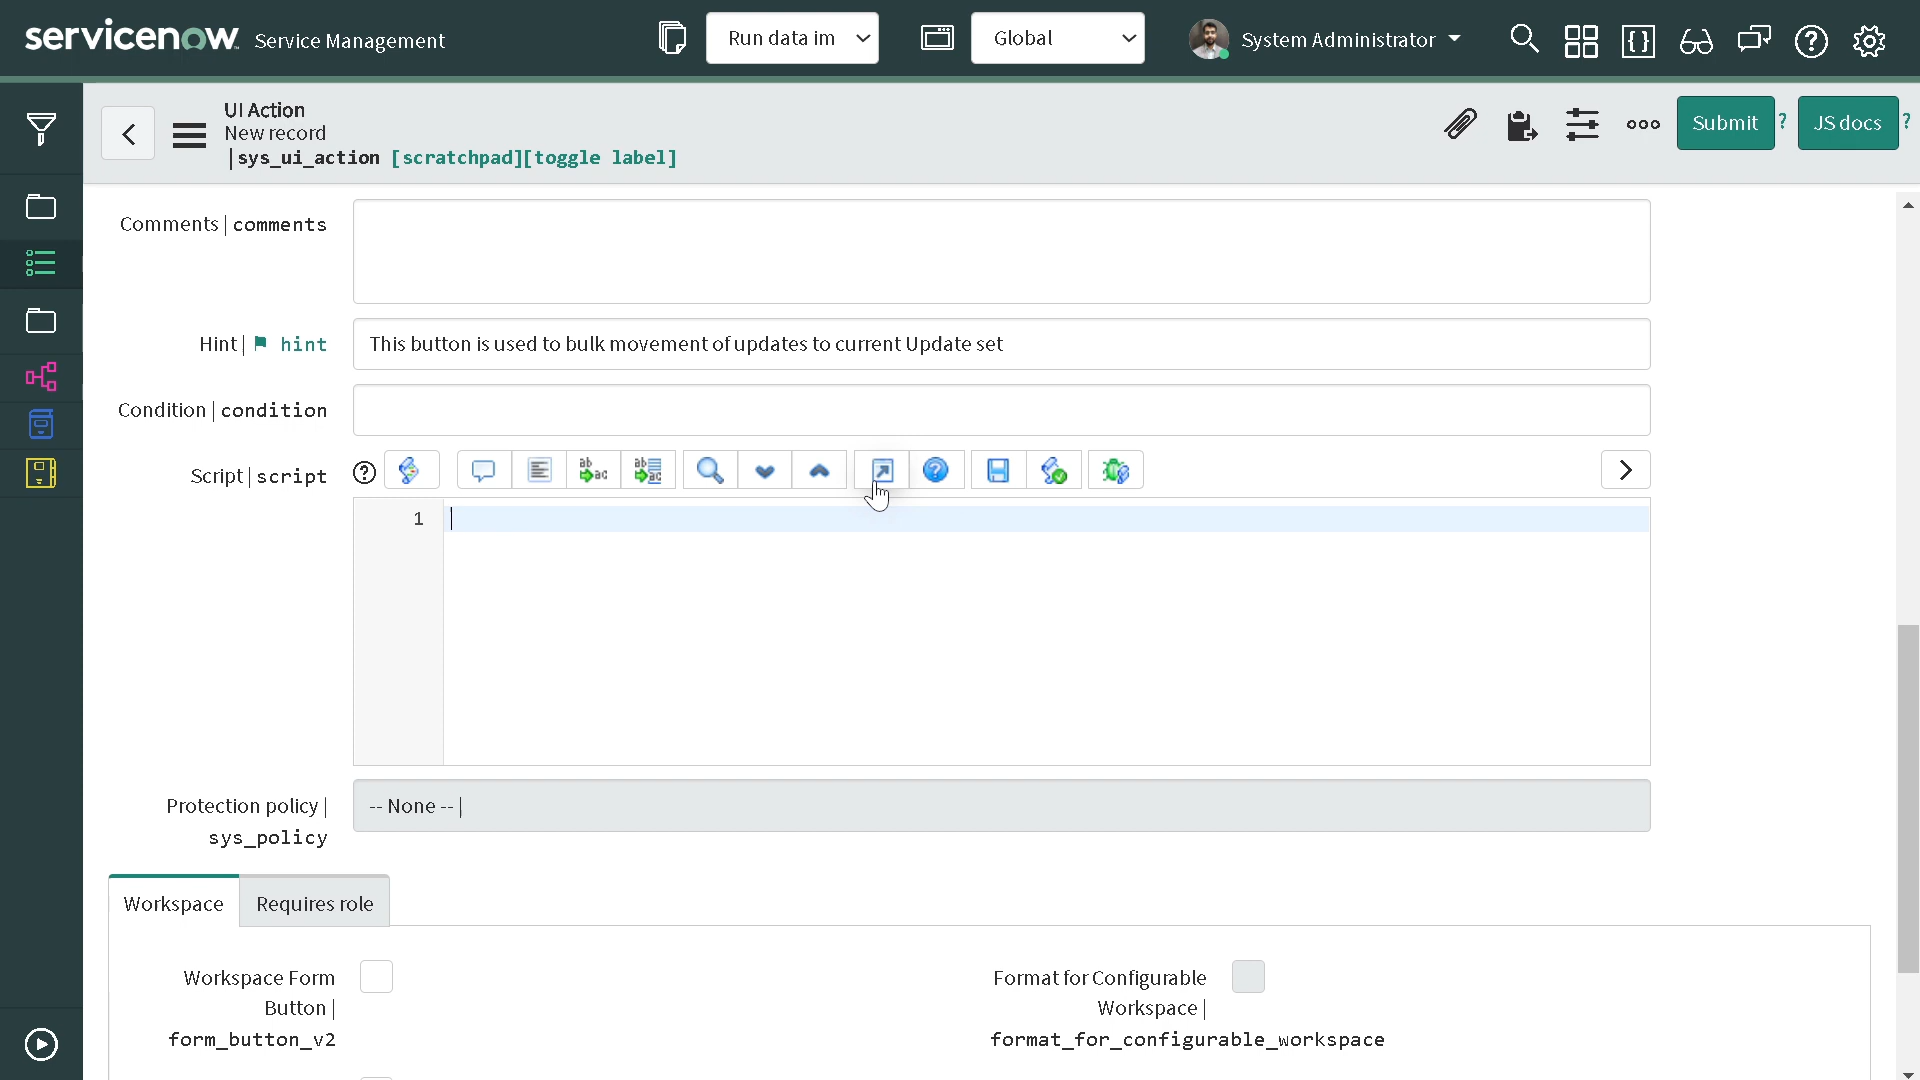 servicenow. Service Management
Run data im
Global
System Administrator
UI Action
New record
|sys_ui_action [scratchpad][toggle label]
Submit ?
JS docs ?
Comments | comments
Hint | hint
This button is used to bulk movement of updates to current Update set
Condition | condition
Script | script
1
Protection policy |
sys_policy
-- None -- |
Workspace
Requires role
Workspace Form
Button |
form_button_v2
Format for Configurable
Workspace |
format_for_configurable_workspace